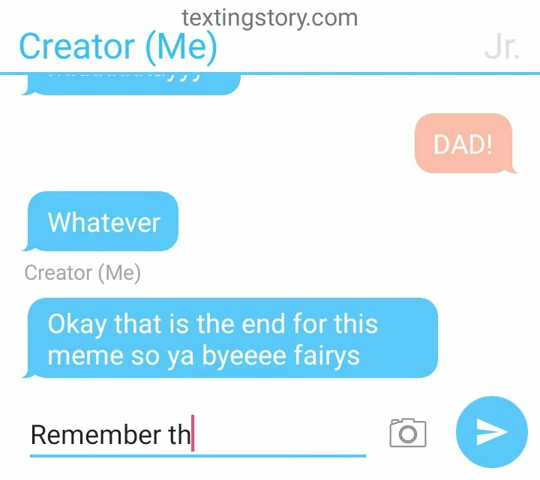 textingstory.com
Creator (Me)
Jr.
DAD!
Whatever
Creator (Me)
Okay that is the end for this
meme so ya byeeee fairys
Remember th